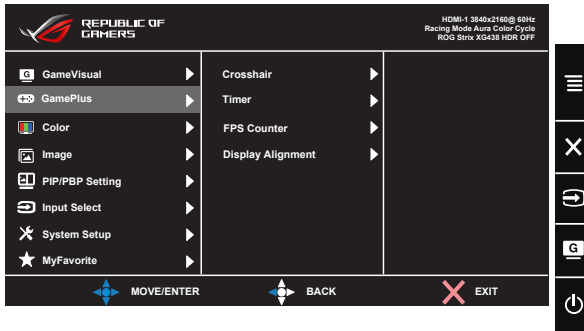 REPUBLIC OF
GAMERS
HDMI-1 3840x2160@ 60Hz
Racing Mode Aura Color Cycle
ROG Strix XG438 HDR OFF
G GameVisual
GamePlus
Color
Image
PIP/PBP Setting
Input Select
System Setup
MyFavorite
Crosshair
Timer
FPS Counter
Display Alignment
MOVE/ENTER
BACK
EXIT
G